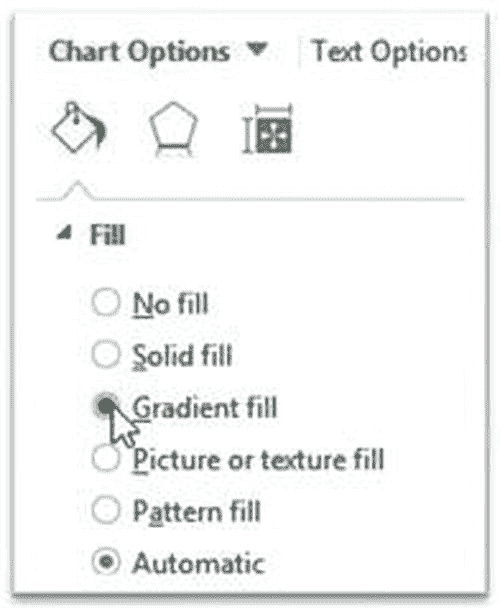 Chart Options Text Options
Fill
No fill
Solid fill
Gradient fill
Picture or texture fill
Pattern fill
Automatic